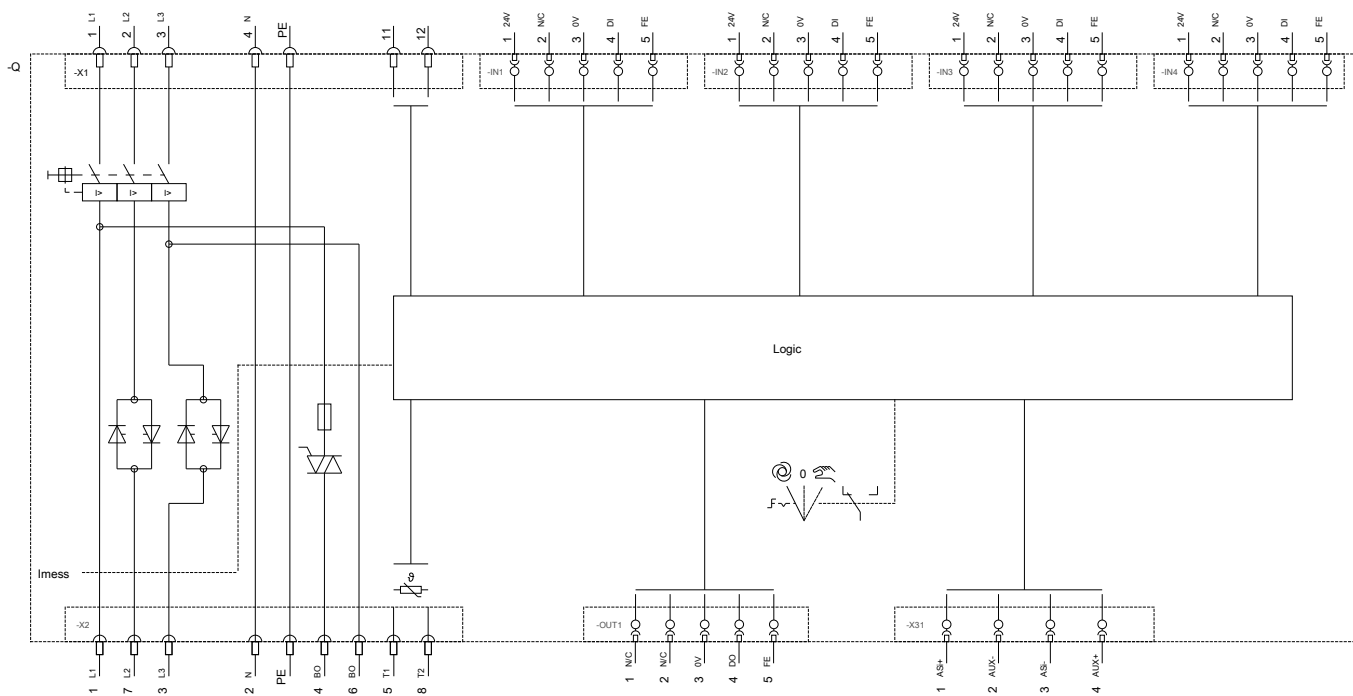 L1 L2 L3 N 24V N/C 0V DI FE 24V N/C 0V DI FE 24V N/C 0V DI FE 24V N/C 0V DI FE
1 2 3 4 PE 11 12 1 2 3 4 5 1 2 3 4 5 1 2 3 4 5 1 2 3 4 5
-Q
-X1 -IN1 -IN2 -IN3 -IN4
I> I> I>
Logic
0
Imess
ϑ
-X2 -OUT1 -X31
L1 L2 L3 N BO BO T1 T2 N/C N/C 0V DO FE ASi+ AUX- ASi- AUX+
1 7 3 2 PE 4 6 5 8 1 2 3 4 5 1 2 3 4